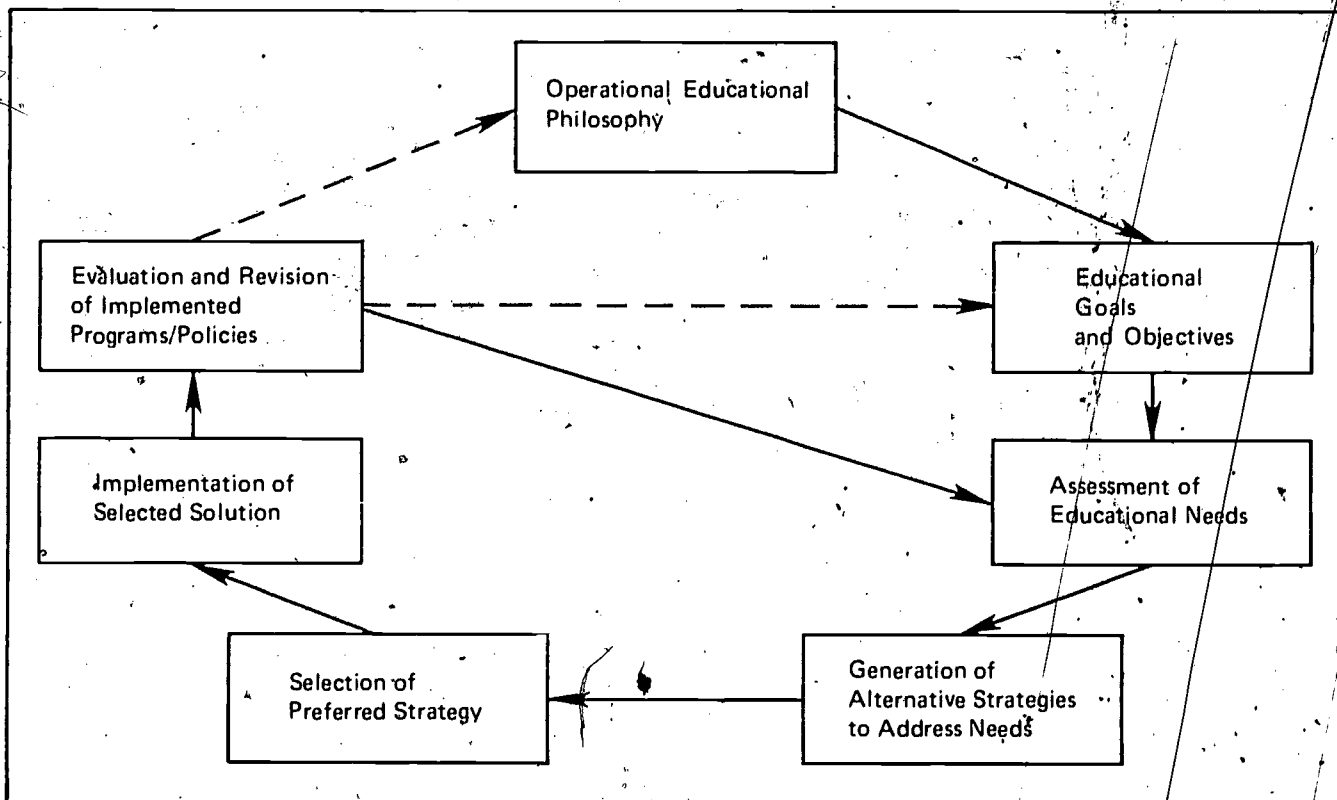 Operational Educational
Philosophy
Evaluation and Revision
of Implemented
Programs/Policies
Educational
Goals
and Objectives
Implementation of
Selected Solution
Assessment of
Educational Needs
Selection of
Preferred Strategy
Generation of
Alternative Strategies
to Address Needs